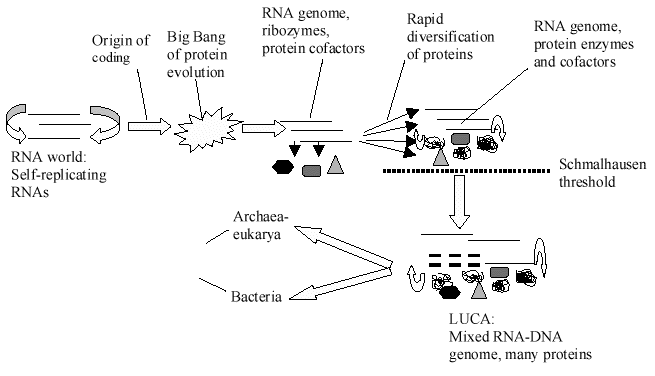 Origin of
coding
Big Bang
of protein
evolution
RNA genome,
ribozymes,
protein cofactors
Rapid
diversification
of proteins
RNA genome,
protein enzymes
and cofactors
RNA world:
Self-replicating
RNAs
Schmalhausen
threshold
Archaea-
eukarya
Bacteria
LUCA:
Mixed RNA-DNA
genome, many proteins